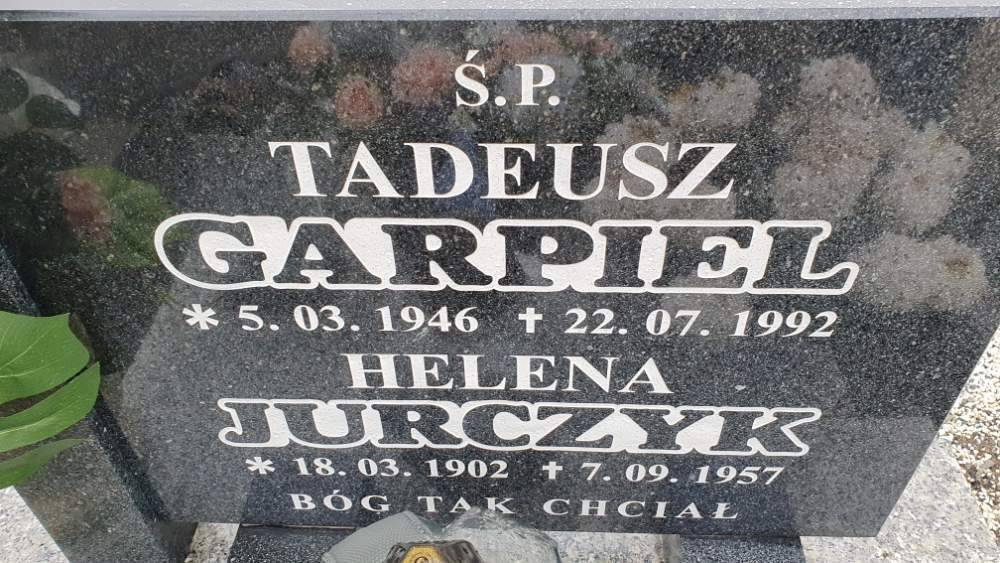 Ś.P.
TADEUSZ
GARPIEL
* 5. 03. 1946 † 22. 07. 1992
HELENA
JURCZYK
* 18. 03. 1902 † 7. 09. 1957
BÓG TAK CHCIAŁ